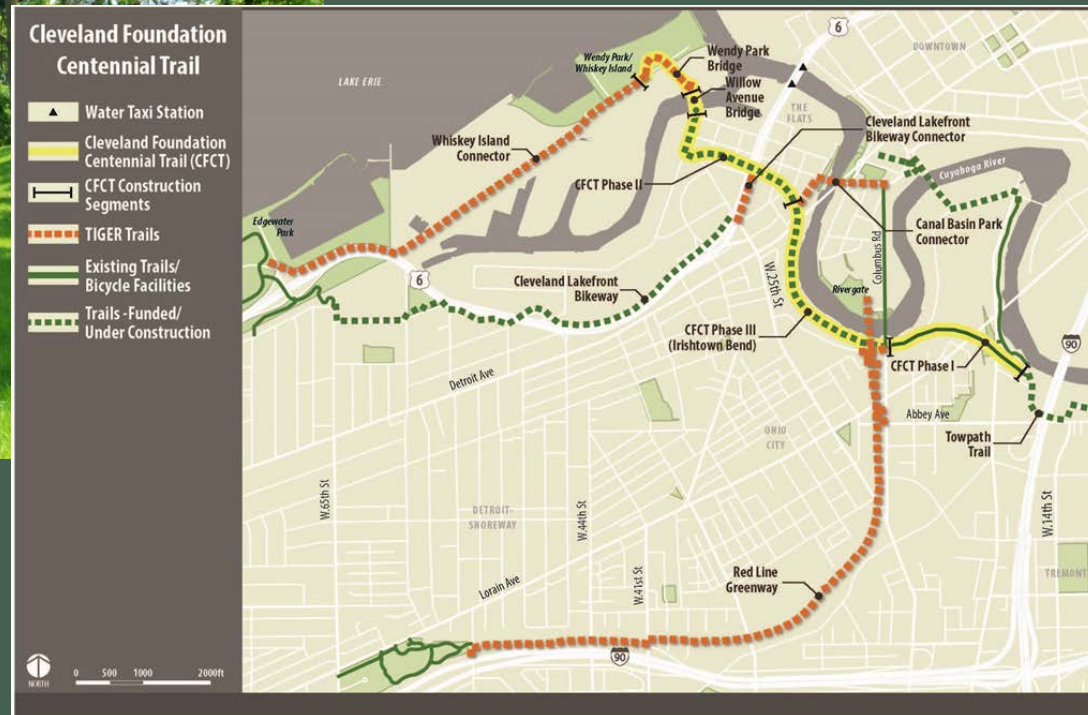 Cleveland Foundation
Centennial Trail
Water Taxi Station
Cleveland Foundation
Centennial Trail (CFCT)
CFCT Construction
Segments
TIGER Trails
Existing Trails/
Bicycle Facilities
Trails -Funded/
Under Construction
NORTH
0 500 1000 2000ft
LAKE ERIE
Wendy Park/
Whiskey Island
Wendy Park
Bridge
Willow
Avenue
Bridge
6
DOWNTOWN
THE
FLATS
Cleveland Lakefront
Bikeway Connector
Whiskey Island
Connector
CFCT Phase II
Cuyahoga River
Edgewater
Park
Canal Basin Park
Connector
Columbus Rd
6
Cleveland Lakefront
Bikeway
W.25th St
Rivergate
CFCT Phase III
(Irishtown Bend)
90
CFCT Phase I
Detroit Ave
Abbey Ave
Towpath
Trail
OHIO
CITY
W.65th St
DETROIT-
SHOREWAY
W.44th St
W.14th St
Lorain Ave
W.41st St
Red Line
Greenway
TREMONT
90